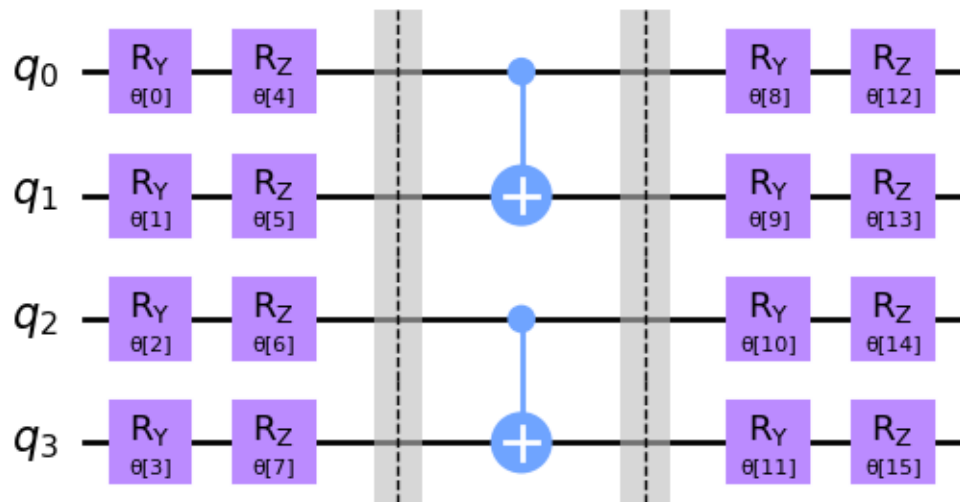 q0 RY RZ RY RZ
θ[0] θ[4] θ[8] θ[12]
q1 RY RZ RY RZ
θ[1] θ[5] θ[9] θ[13]
q2 RY RZ RY RZ
θ[2] θ[6] θ[10] θ[14]
q3 RY RZ RY RZ
θ[3] θ[7] θ[11] θ[15]